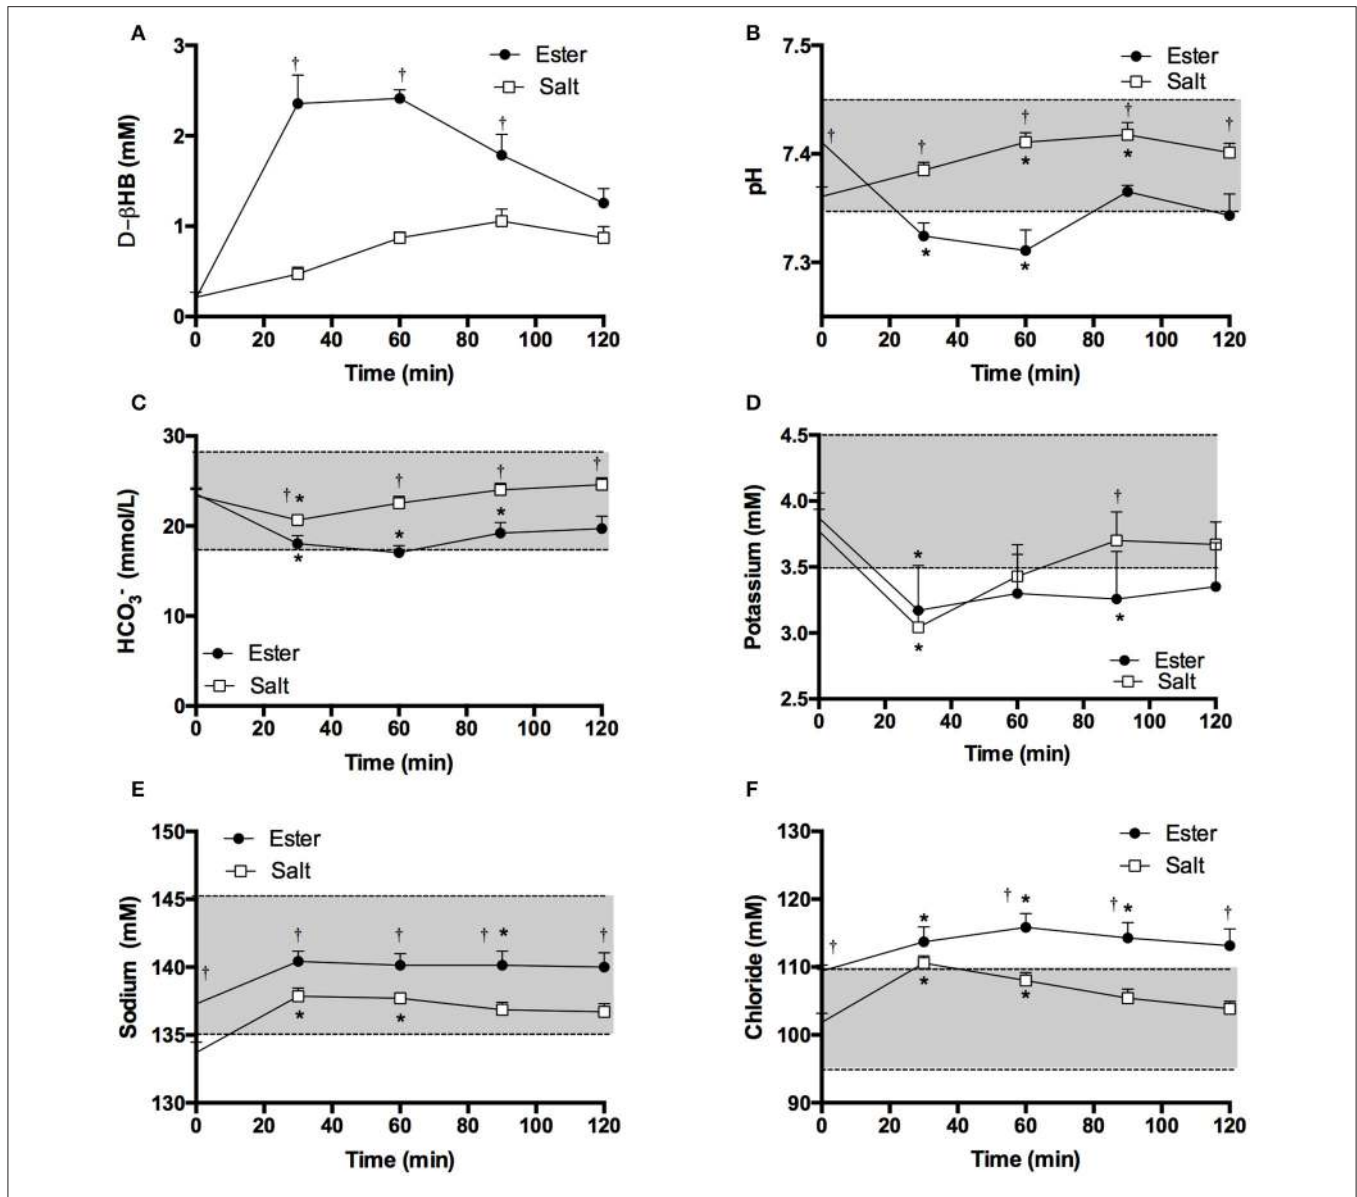 A
3
2
1
0
D-βHB (mM)
† † †
Ester
Salt
0 20 40 60 80 100 120
Time (min)
B
7.5
7.4
7.3
pH
Ester
Salt
† † † † †
* *
* *
0 20 40 60 80 100 120
Time (min)
C
30
20
10
0
HCO₃⁻ (mmol/L)
† * † † †
* * *
Ester
Salt
0 20 40 60 80 100 120
Time (min)
D
4.5
4.0
3.5
3.0
2.5
Potassium (mM)
†
*
* *
Ester
Salt
0 20 40 60 80 100 120
Time (min)
E
150
145
140
135
130
Sodium (mM)
Ester
Salt
† † † † * †
* *
0 20 40 60 80 100 120
Time (min)
F
130
120
110
100
90
Chloride (mM)
Ester
Salt
† * † * † * †
* *
0 20 40 60 80 100 120
Time (min)